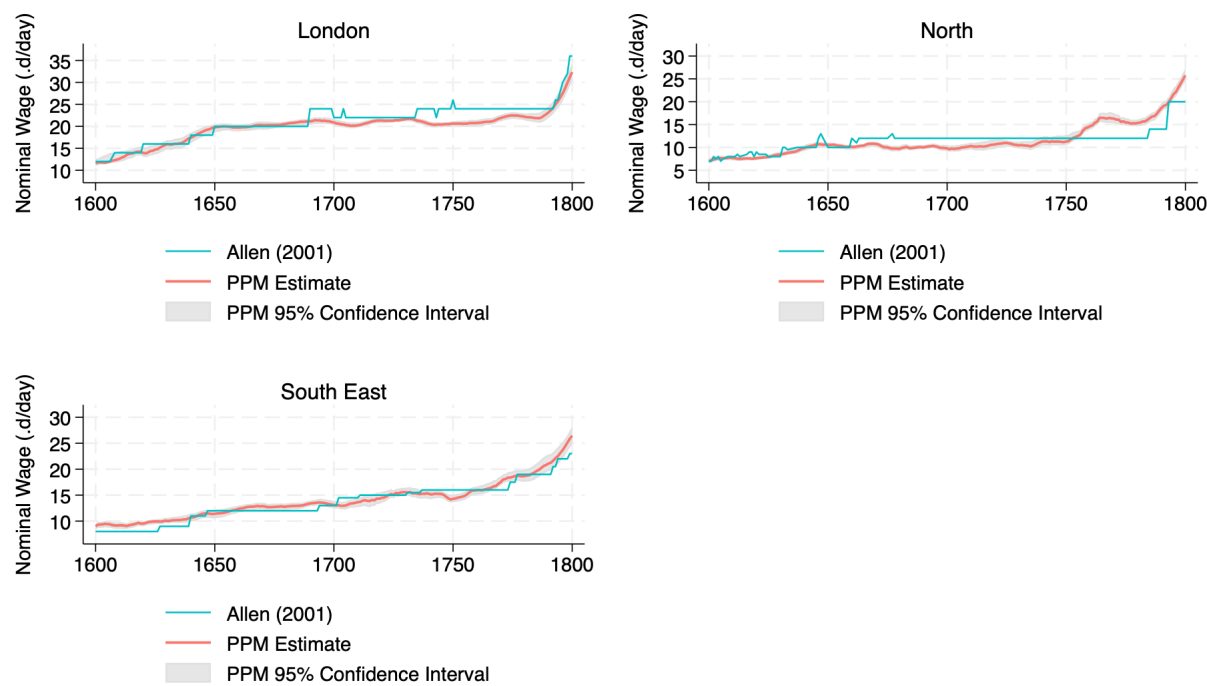 London
Nominal Wage (.d/day)
35
30
25
20
15
10
1600
1650
1700
1750
1800
Allen (2001)
PPM Estimate
PPM 95% Confidence Interval
North
Nominal Wage (.d/day)
30
25
20
15
10
5
1600
1650
1700
1750
1800
Allen (2001)
PPM Estimate
PPM 95% Confidence Interval
South East
Nominal Wage (.d/day)
30
25
20
15
10
1600
1650
1700
1750
1800
Allen (2001)
PPM Estimate
PPM 95% Confidence Interval